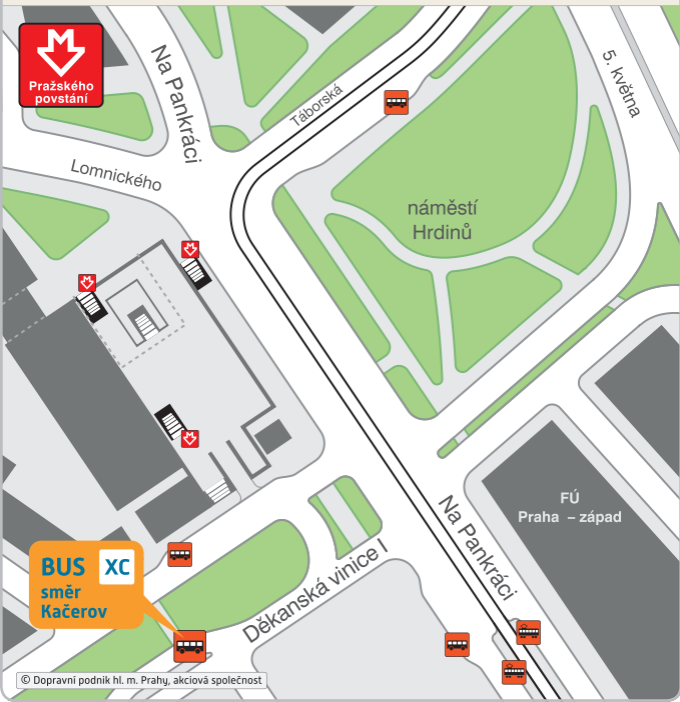 Pražského
povstání
Na Pankráci
Táborská
5. května
Lomnického
náměstí
Hrdinů
FÚ
Praha – západ
Na Pankráci
BUS XC
směr
Kačerov
Děkanská vinice I
© Dopravní podnik hl. m. Prahy, akciová společnost